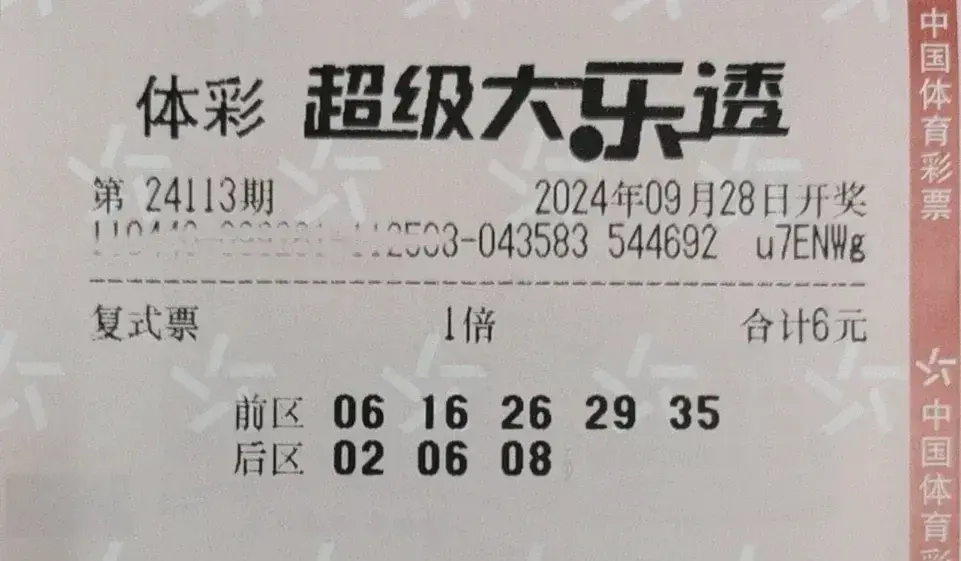 体彩 超级大乐透
第 24113期 2024年09月28日开奖
-043583 544692 u7ENWg
复式票 1倍 合计6元
前区 06 16 26 29 35
后区 02 06 08
中国体育彩票
中国体育